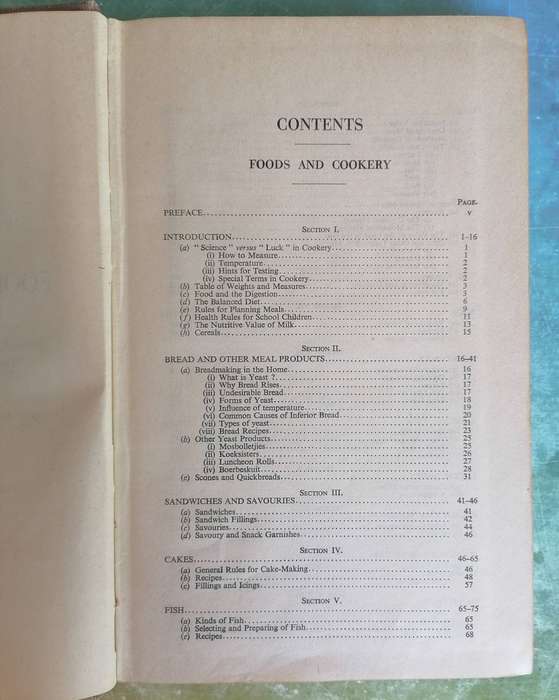 CONTENTS
FOODS AND COOKERY
PAGE.
PREFACE v
SECTION I.
INTRODUCTION 1–16
(a) “ Science ” versus “ Luck ” in Cookery 1
(i) How to Measure 1
(ii) Temperature 2
(iii) Hints for Testing 2
(iv) Special Terms in Cookery 2
(b) Table of Weights and Measures 3
(c) Food and the Digestion 3
(d) The Balanced Diet 6
(e) Rules for Planning Meals 9
(f) Health Rules for School Children 11
(g) The Nutritive Value of Milk 13
(h) Cereals 15
SECTION II.
BREAD AND OTHER MEAL PRODUCTS 16–41
(a) Breadmaking in the Home 16
(i) What is Yeast ? 17
(ii) Why Bread Rises 17
(iii) Undesirable Bread 17
(iv) Forms of Yeast 18
(v) Influence of temperature 19
(vi) Common Causes of Inferior Bread 20
(vii) Types of yeast 21
(viii) Bread Recipes 23
(b) Other Yeast Products 25
(i) Mosbolletjies 25
(ii) Koeksisters 26
(iii) Luncheon Rolls 27
(iv) Boerbeskuit 28
(c) Scones and Quickbreads 31
SECTION III.
SANDWICHES AND SAVOURIES 41–46
(a) Sandwiches 41
(b) Sandwich Fillings 42
(c) Savouries 44
(d) Savoury and Snack Garnishes 46
SECTION IV.
CAKES 46–65
(a) General Rules for Cake-Making 46
(b) Recipes 48
(c) Fillings and Icings 57
SECTION V.
FISH 65–75
(a) Kinds of Fish 65
(b) Selecting and Preparing of Fish 65
(c) Recipes 68